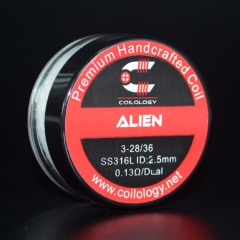 Premium Handcrafted Coil
COILOLOGY
ALIEN
3-28/36
SS316L ID:2.5mm
0.13Ω/Dual
www.coilology.net